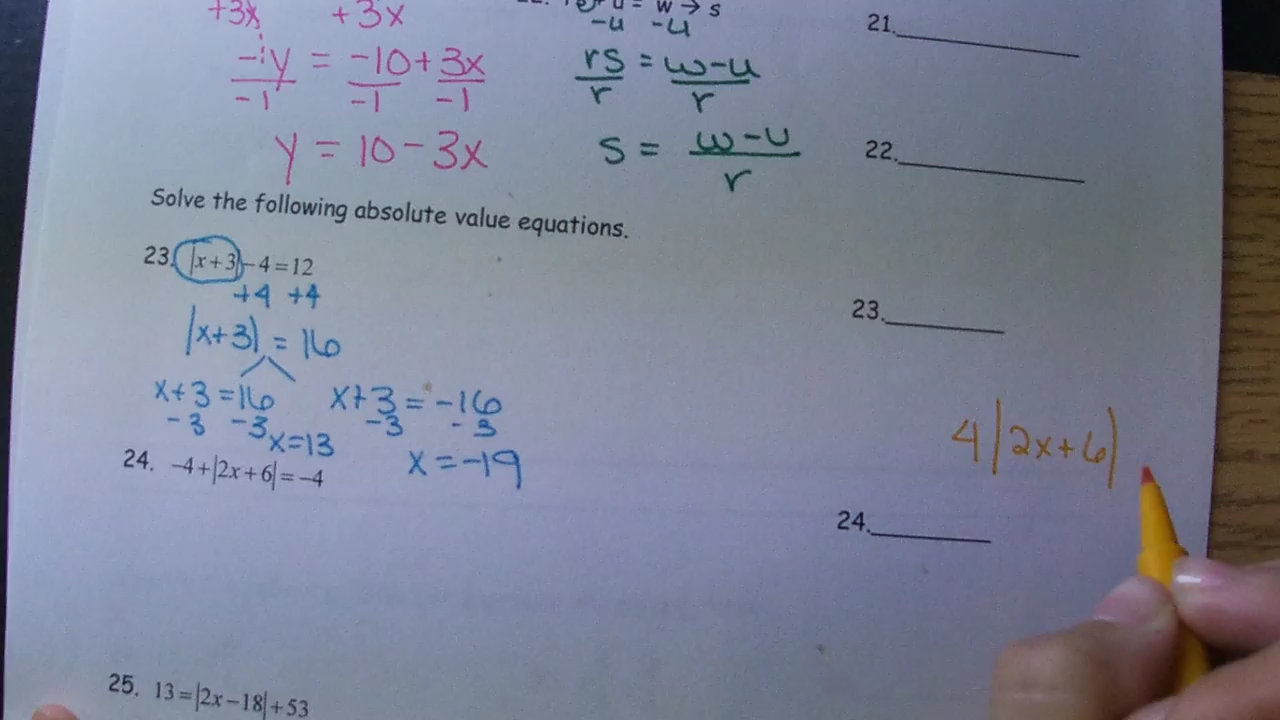 +3x +3x
-1y = -10+3x
-1 -1 -1
y = 10-3x
= w → s
-u -u
rs = w-u
r r
s = w-u
r
21.
22.
Solve the following absolute value equations.
23. |x+3|-4=12
+4 +4
|x+3| = 16
x+3=16 x+3=-16
-3 -3 -3 -3
x=13 x=-19
23.
24. -4+|2x+6|=-4
4|2x+6|
24.
25. 13=|2x-18|+53